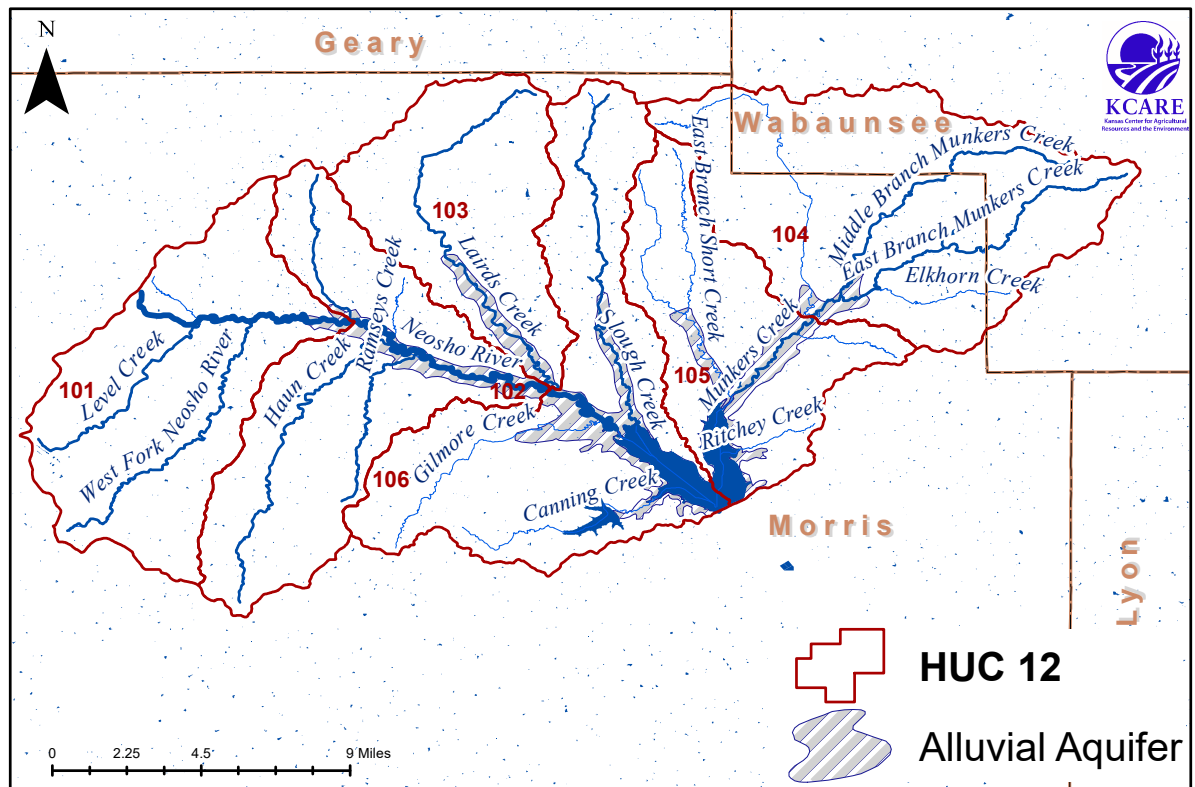 N
Geary
KCARE
Kansas Center for Agricultural
Resources and the Environment
Wabaunsee
East Branch Short Creek
Middle Branch Munkers Creek
East Branch Munkers Creek
103
104
Lairds Creek
Elkhorn Creek
Ramseys Creek
Neosho River
Slough Creek
Munkers Creek
Level Creek
Haun Creek
101
West Fork Neosho River
102
105
Gilmore Creek
Ritchey Creek
106
Canning Creek
Morris
Lyon
HUC 12
Alluvial Aquifer
0 2.25 4.5 9 Miles